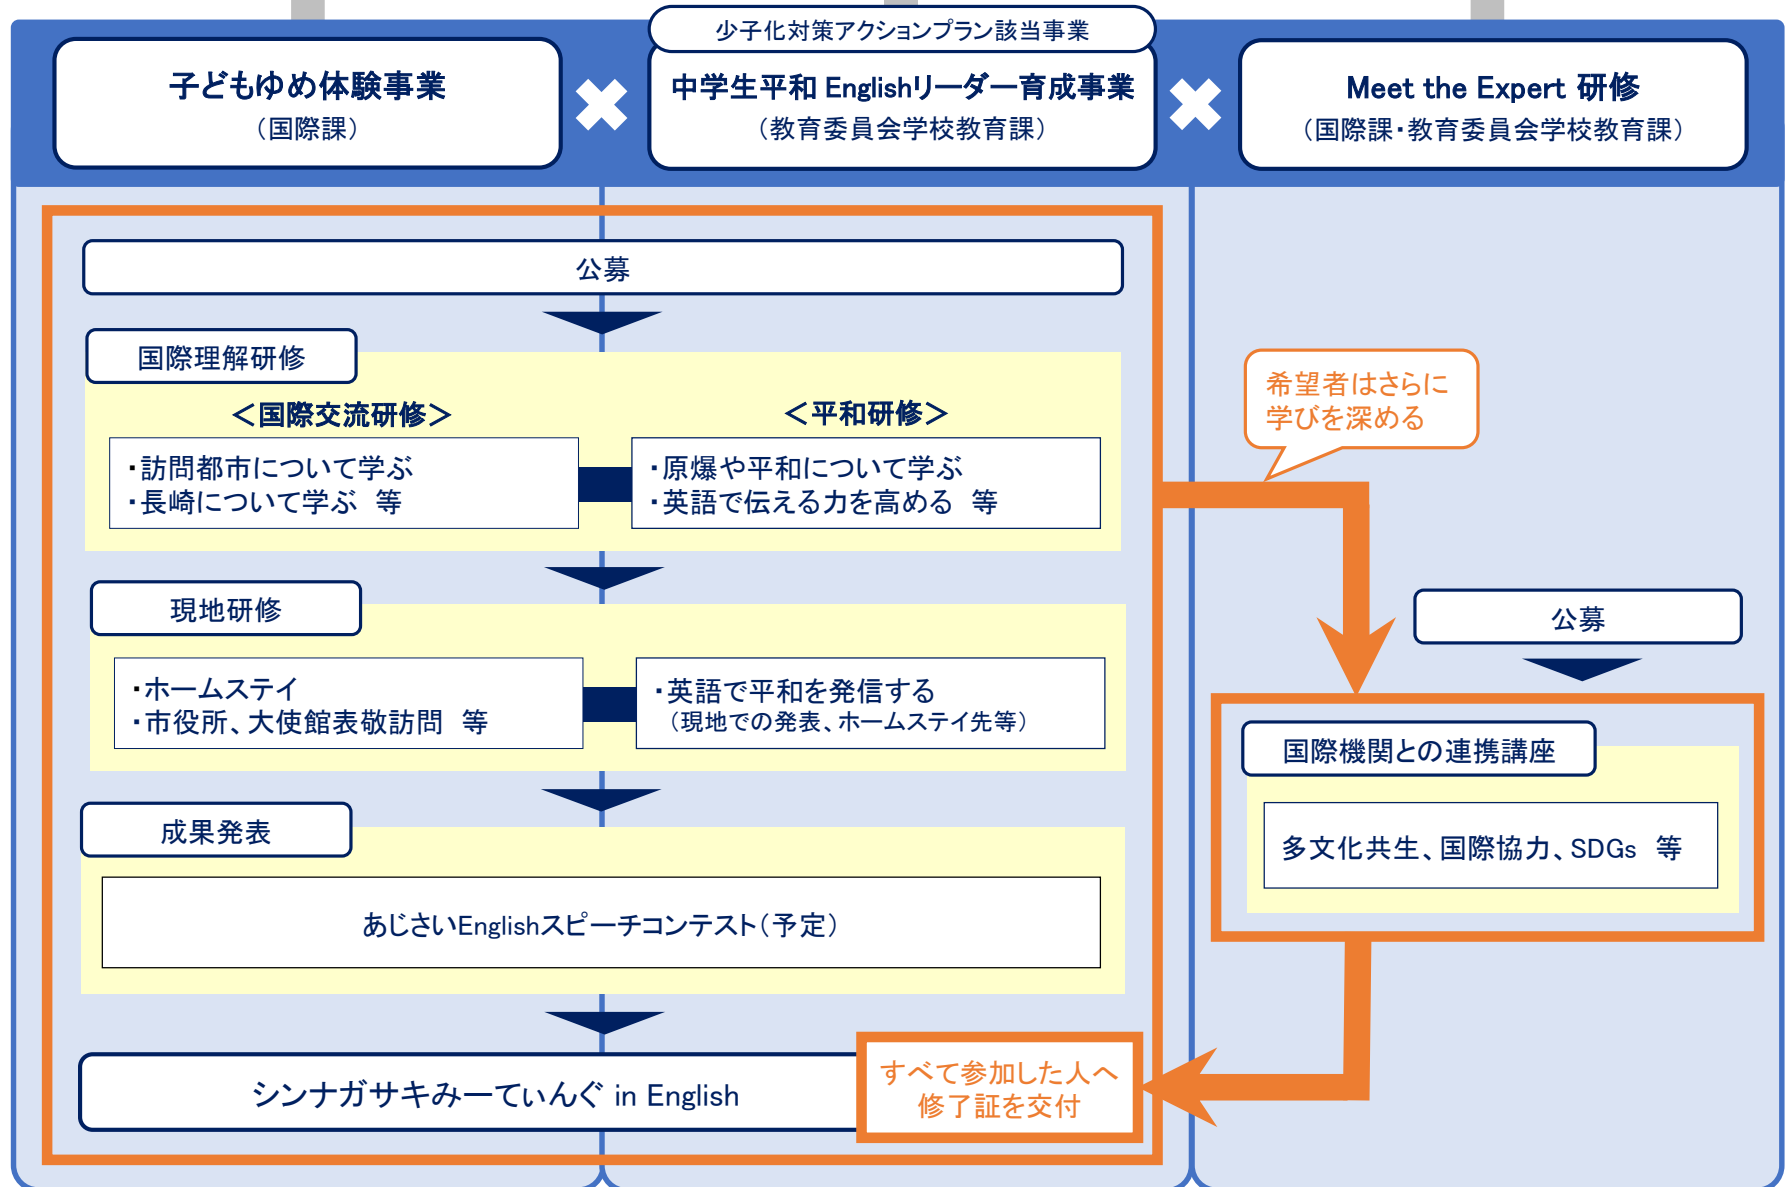 少子化対策アクションプラン該当事業
子どもゆめ体験事業
（国際課）
中学生平和 Englishリーダー育成事業
（教育委員会学校教育課）
Meet the Expert 研修
（国際課・教育委員会学校教育課）
公募
国際理解研修
＜国際交流研修＞
・訪問都市について学ぶ
・長崎について学ぶ 等
＜平和研修＞
・原爆や平和について学ぶ
・英語で伝える力を高める 等
現地研修
・ホームステイ
・市役所、大使館表敬訪問 等
・英語で平和を発信する
（現地での発表、ホームステイ先等）
成果発表
あじさいEnglishスピーチコンテスト（予定）
シンナガサキみーてぃんぐ in English
すべて参加した人へ
修了証を交付
希望者はさらに
学びを深める
公募
国際機関との連携講座
多文化共生、国際協力、SDGs 等